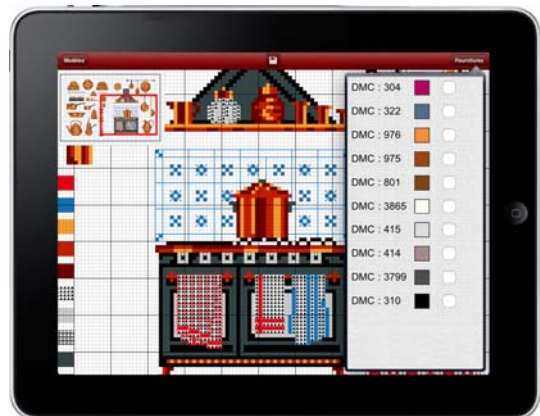 Modèles
Fournitures
DMC : 304
DMC : 322
DMC : 976
DMC : 975
DMC : 801
DMC : 3865
DMC : 415
DMC : 414
DMC : 3799
DMC : 310